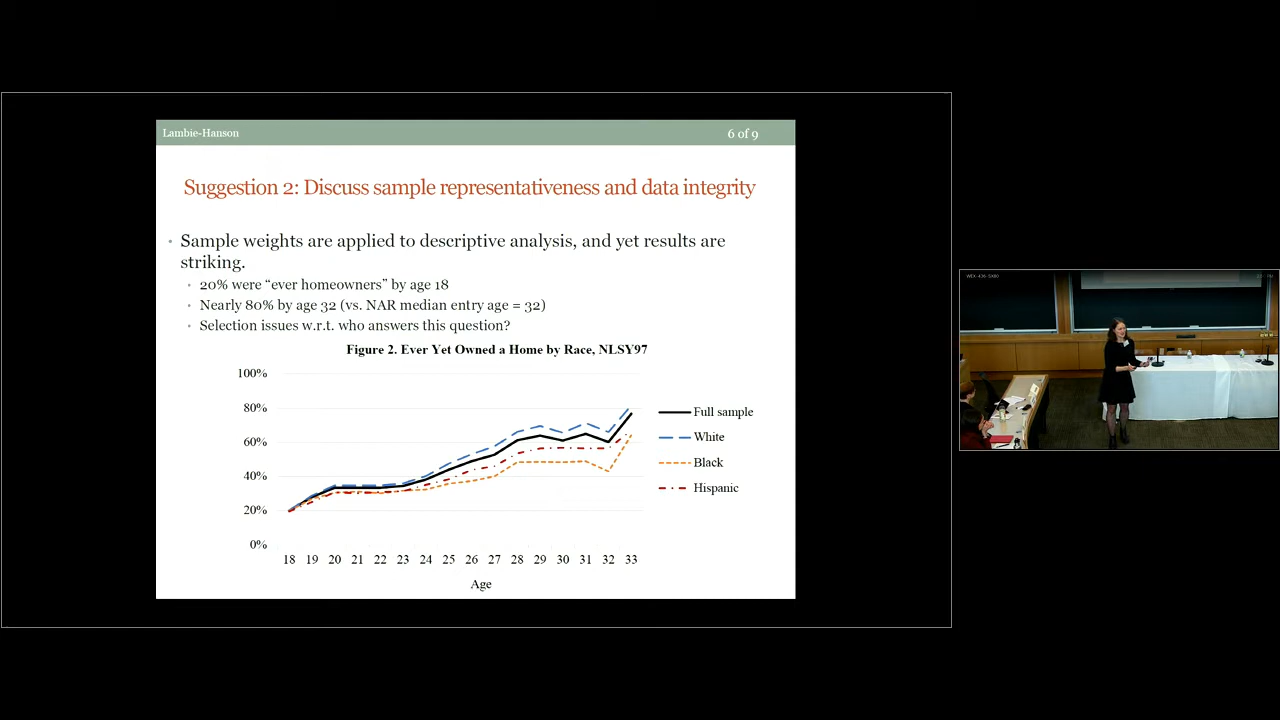 Lambie-Hanson
6 of 9
Suggestion 2: Discuss sample representativeness and data integrity
• Sample weights are applied to descriptive analysis, and yet results are
striking.
• 20% were “ever homeowners” by age 18
• Nearly 80% by age 32 (vs. NAR median entry age = 32)
• Selection issues w.r.t. who answers this question?
Figure 2. Ever Yet Owned a Home by Race, NLSY97
100%
80%
60%
40%
20%
0%
18 19 20 21 22 23 24 25 26 27 28 29 30 31 32 33
Age
Full sample
White
Black
Hispanic